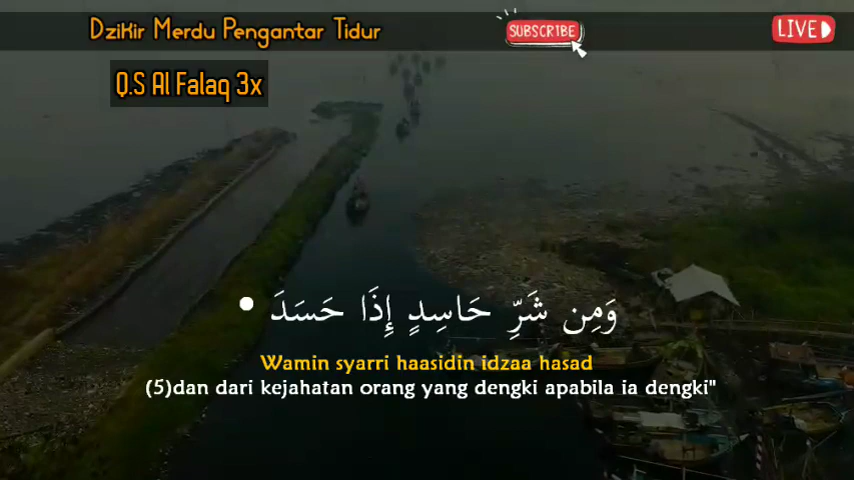 Dzikir Merdu Pengantar Tidur
SUBSCRIBE
LIVE
Q.S Al Falaq 3x
وَمِن شَرِّ حَاسِدٍ إِذَا حَسَدَ •
Wamin syarri haasidin idzaa hasad
(5)dan dari kejahatan orang yang dengki apabila ia dengki"